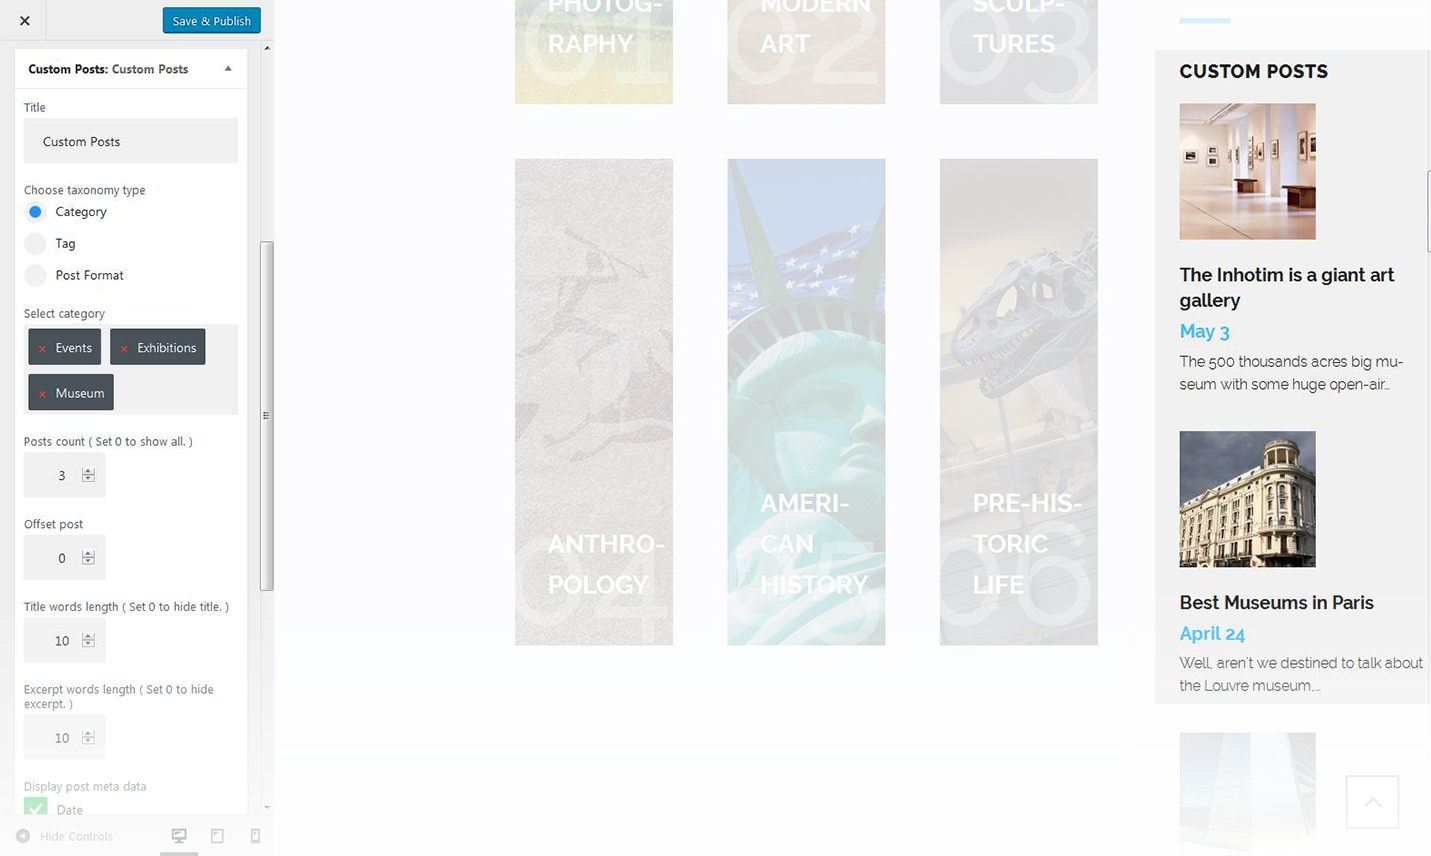 ×
Save & Publish
Custom Posts: Custom Posts
Title
Custom Posts
Choose taxonomy type
Category
Tag
Post Format
Select category
× Events
× Exhibitions
× Museum
Posts count ( Set 0 to show all. )
3
Offset post
0
Title words length ( Set 0 to hide title. )
10
Excerpt words length ( Set 0 to hide
excerpt. )
10
Display post meta data
Date
Hide Controls
PHOTOG-
RAPHY
01
MODERN
ART
02
SCULP-
TURES
03
ANTHRO-
POLOGY
04
AMERI-
CAN
HISTORY
05
PRE-HIS-
TORIC
LIFE
06
CUSTOM POSTS
The Inhotim is a giant art
gallery
May 3
The 500 thousands acres big mu-
seum with some huge open-air…
Best Museums in Paris
April 24
Well, aren't we destined to talk about
the Louvre museum,…